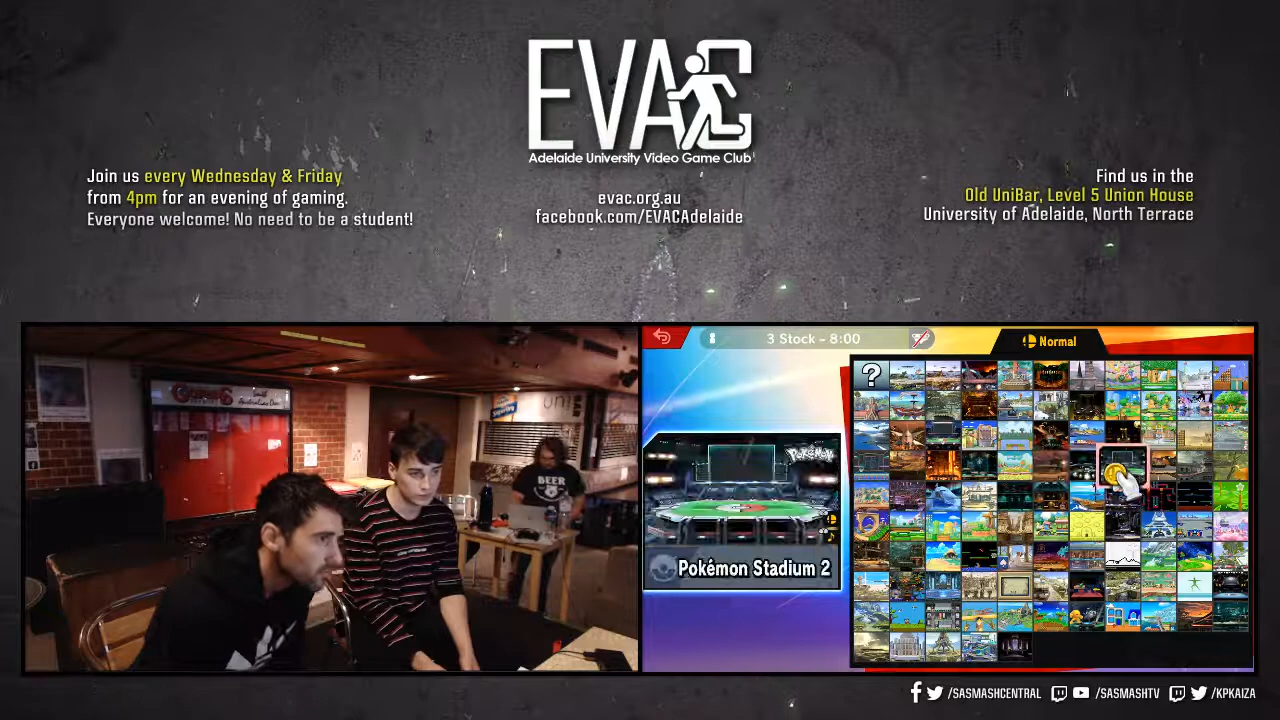 EVAC
Adelaide University Video Game Club
Join us every Wednesday & Friday
from 4pm for an evening of gaming.
Everyone welcome! No need to be a student!
evac.org.au
facebook.com/EVACAdelaide
Find us in the
Old UniBar, Level 5 Union House
University of Adelaide, North Terrace
3 Stock - 8:00
Normal
?
BEER
POKéMON
Pokémon Stadium 2
/SASMASHCENTRAL
/SASMASHTV
/KPKAIZA